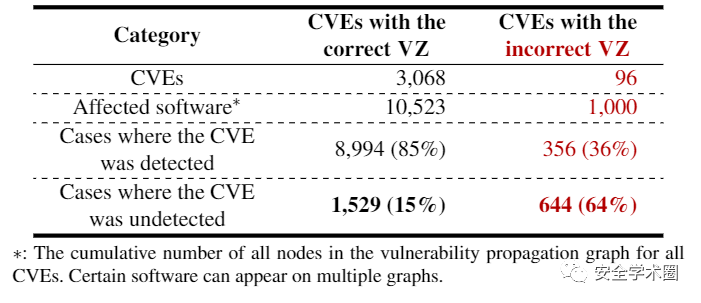 Category CVEs with the correct VZ CVEs with the incorrect VZ
CVEs 3,068 96
Affected software* 10,523 1,000
Cases where the CVE was detected 8,994 (85%) 356 (36%)
Cases where the CVE was undetected 1,529 (15%) 644 (64%)
*: The cumulative number of all nodes in the vulnerability propagation graph for all
CVEs. Certain software can appear on multiple graphs.
安全学术圈